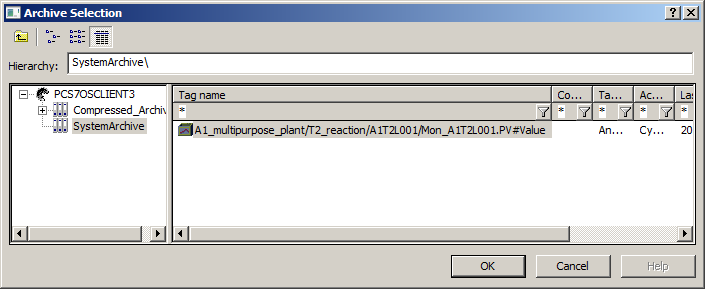 Archive Selection
Hierarchy: SystemArchive\
PCS7OSCLIENT3
Compressed_Archiv
SystemArchive
Tag name Co... Ta... Ac... Las
* * * *
A1_multipurpose_plant/T2_reaction/A1T2L001/Mon_A1T2L001.PV#Value An... Cy... 20
OK Cancel Help